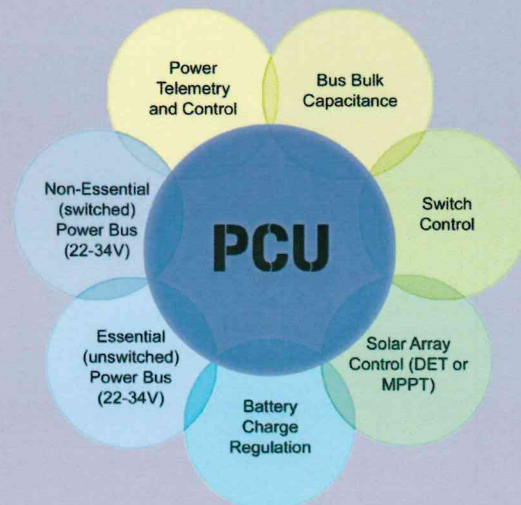 Power
Telemetry
and Control
Bus Bulk
Capacitance
Non-Essential
(switched)
Power Bus
(22-34V)
PCU
Switch
Control
Essential
(unswitched)
Power Bus
(22-34V)
Solar Array
Control (DET or
MPPT)
Battery
Charge
Regulation